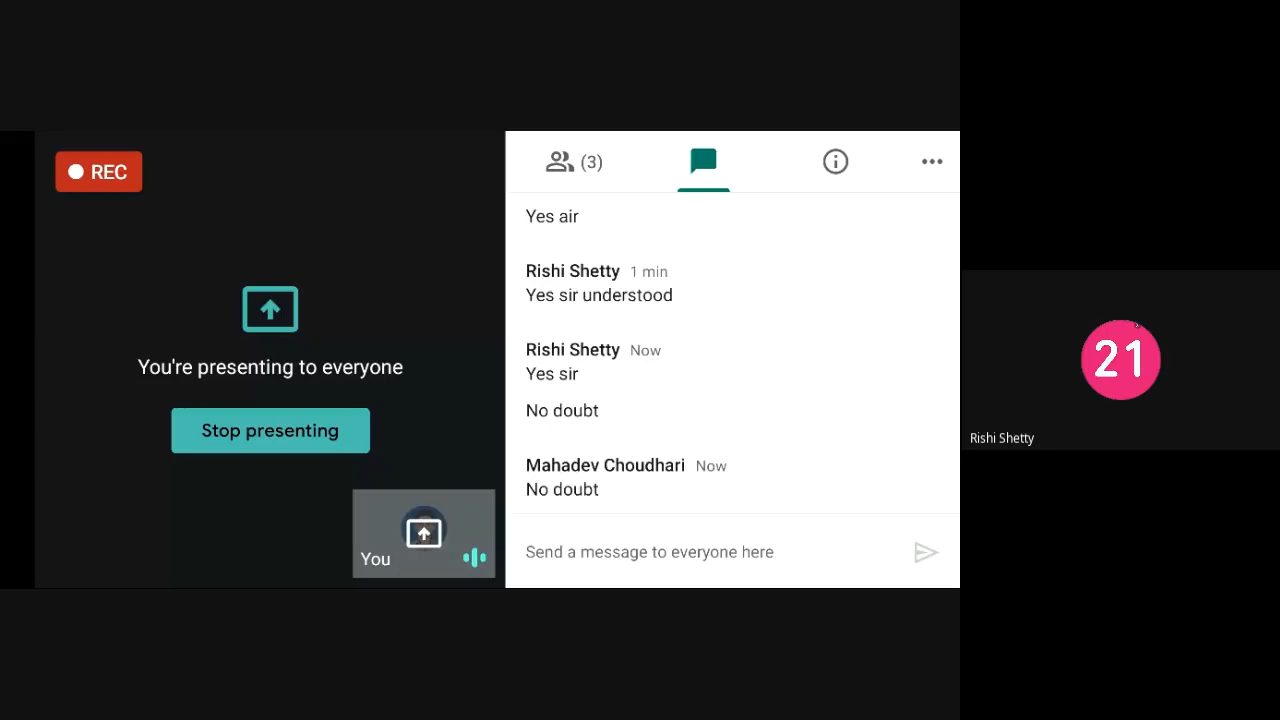 REC
(3)
Yes air
Rishi Shetty 1 min
Yes sir understood
Rishi Shetty Now
Yes sir
No doubt
Mahadev Choudhari Now
No doubt
Send a message to everyone here
You're presenting to everyone
Stop presenting
You
21
Rishi Shetty